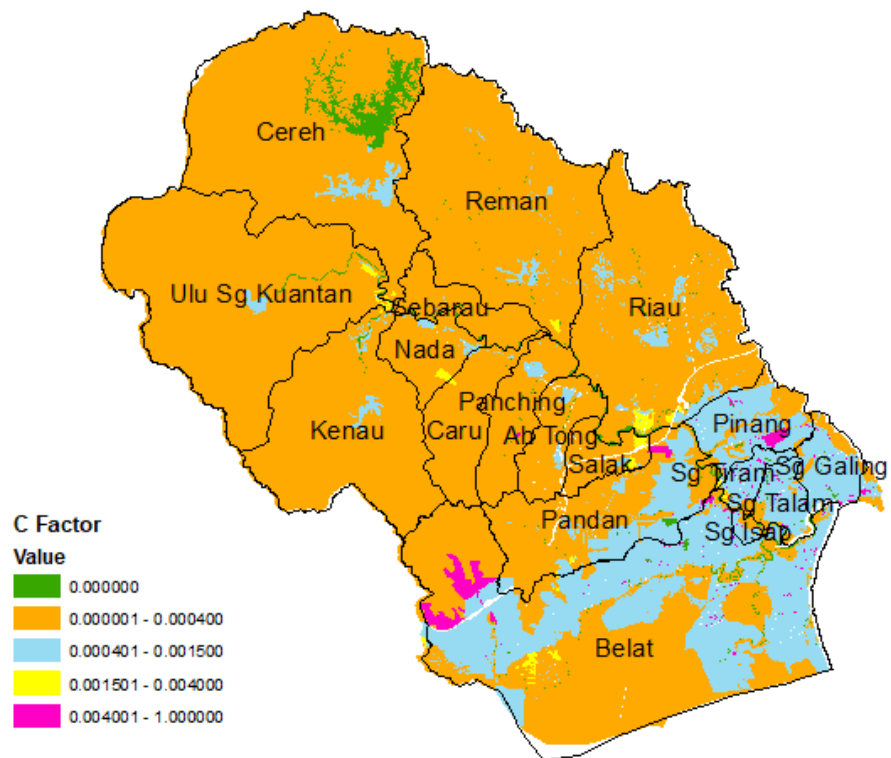 Cereh
Reman
Ulu Sg Kuantan
Sebarau
Riau
Nada
Panching
Pinang
Kenau
Caru
Ab Tong
Salak
Sg Tiram
Sg Galing
Sg Talam
Pandan
Sg Isap
Belat
C Factor
Value
0.000000
0.000001 - 0.000400
0.000401 - 0.001500
0.001501 - 0.004000
0.004001 - 1.000000